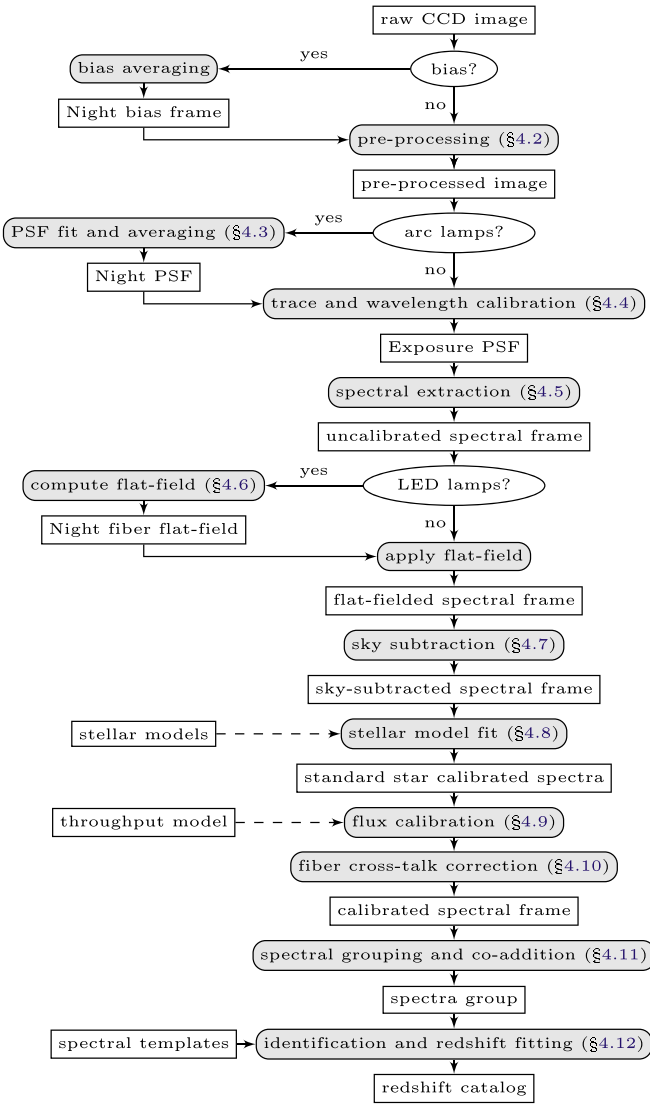 raw CCD image
yes
bias averaging
bias?
Night bias frame
no
pre-processing (§4.2)
pre-processed image
yes
PSF fit and averaging (§4.3)
arc lamps?
Night PSF
no
trace and wavelength calibration (§4.4)
Exposure PSF
spectral extraction (§4.5)
uncalibrated spectral frame
yes
compute flat-field (§4.6)
LED lamps?
Night fiber flat-field
no
apply flat-field
flat-fielded spectral frame
sky subtraction (§4.7)
sky-subtracted spectral frame
stellar models
stellar model fit (§4.8)
standard star calibrated spectra
throughput model
flux calibration (§4.9)
fiber cross-talk correction (§4.10)
calibrated spectral frame
spectral grouping and co-addition (§4.11)
spectra group
spectral templates
identification and redshift fitting (§4.12)
redshift catalog